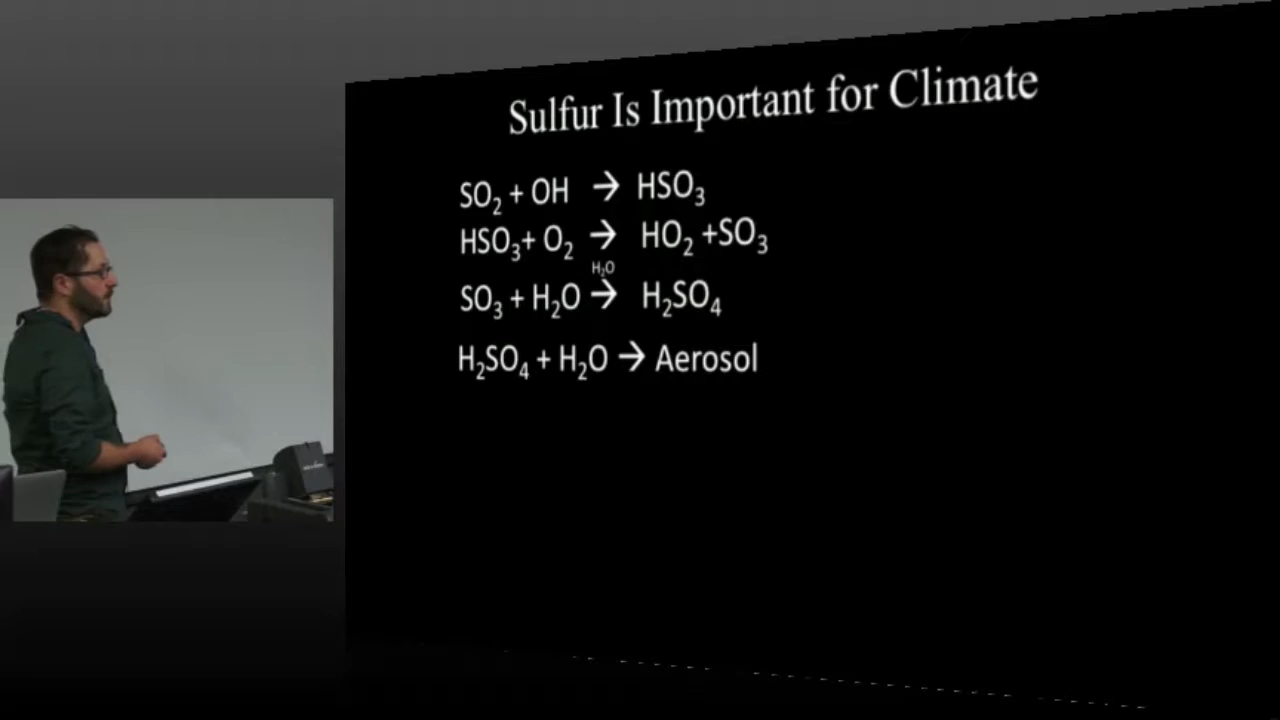 Sulfur Is Important for Climate
SO₂ + OH → HSO₃
HSO₃+ O₂ → HO₂ +SO₃
H₂O
SO₃ + H₂O → H₂SO₄
H₂SO₄ + H₂O → Aerosol